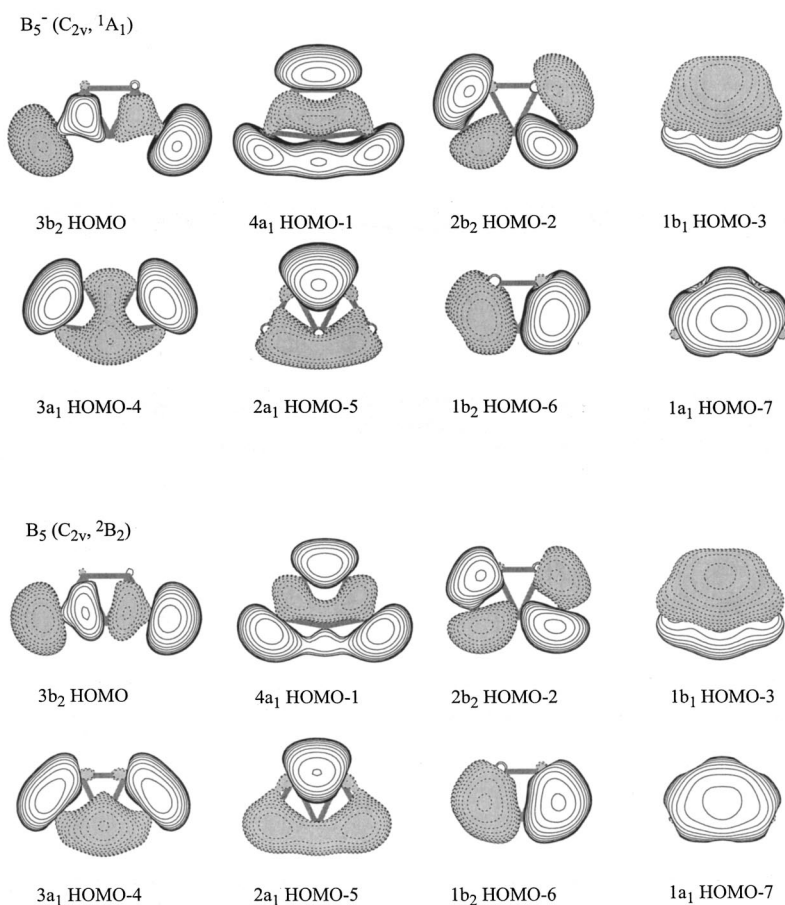 B₅⁻ (C₂ᵥ, ¹A₁)
3b₂ HOMO 4a₁ HOMO-1 2b₂ HOMO-2 1b₁ HOMO-3
3a₁ HOMO-4 2a₁ HOMO-5 1b₂ HOMO-6 1a₁ HOMO-7
B₅ (C₂ᵥ, ²B₂)
3b₂ HOMO 4a₁ HOMO-1 2b₂ HOMO-2 1b₁ HOMO-3
3a₁ HOMO-4 2a₁ HOMO-5 1b₂ HOMO-6 1a₁ HOMO-7